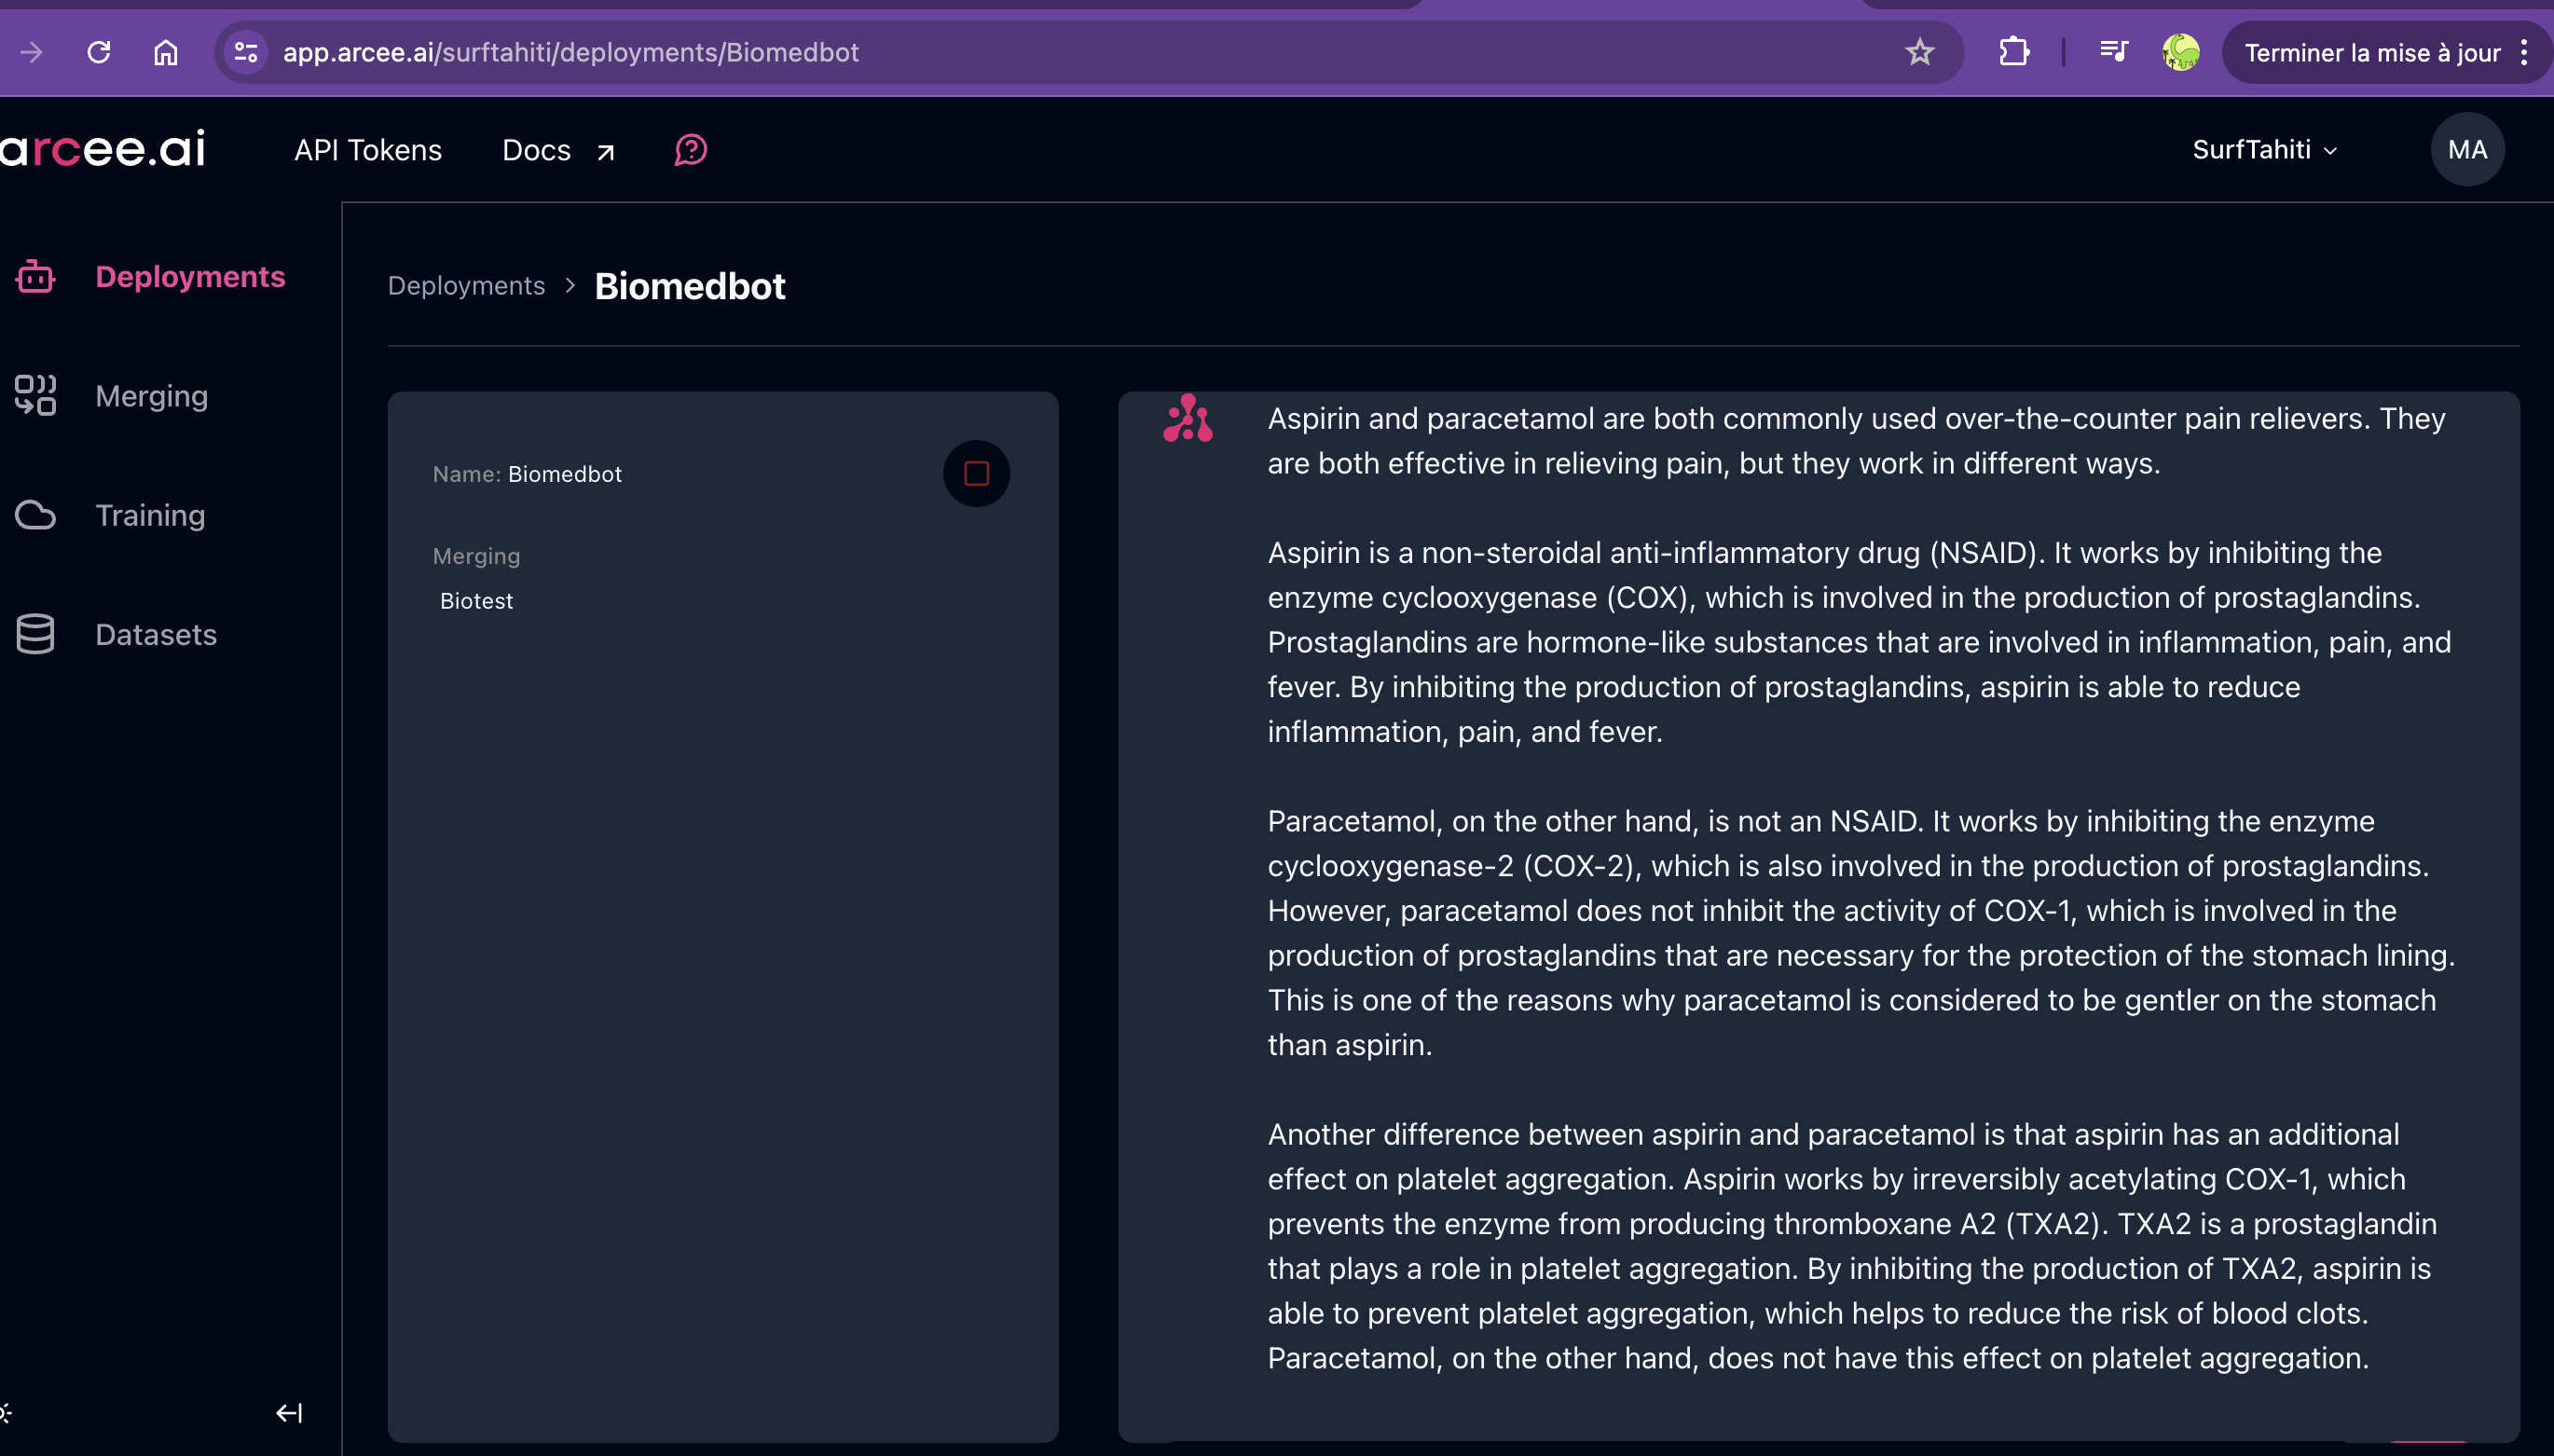 app.arcee.ai/surftahiti/deployments/Biomedbot
Terminer la mise à jour
arcee.ai
API Tokens
Docs
SurfTahiti
MA
Deployments
Merging
Training
Datasets
Deployments > Biomedbot
Name: Biomedbot
Merging
Biotest
Aspirin and paracetamol are both commonly used over-the-counter pain relievers. They
are both effective in relieving pain, but they work in different ways.
Aspirin is a non-steroidal anti-inflammatory drug (NSAID). It works by inhibiting the
enzyme cyclooxygenase (COX), which is involved in the production of prostaglandins.
Prostaglandins are hormone-like substances that are involved in inflammation, pain, and
fever. By inhibiting the production of prostaglandins, aspirin is able to reduce
inflammation, pain, and fever.
Paracetamol, on the other hand, is not an NSAID. It works by inhibiting the enzyme
cyclooxygenase-2 (COX-2), which is also involved in the production of prostaglandins.
However, paracetamol does not inhibit the activity of COX-1, which is involved in the
production of prostaglandins that are necessary for the protection of the stomach lining.
This is one of the reasons why paracetamol is considered to be gentler on the stomach
than aspirin.
Another difference between aspirin and paracetamol is that aspirin has an additional
effect on platelet aggregation. Aspirin works by irreversibly acetylating COX-1, which
prevents the enzyme from producing thromboxane A2 (TXA2). TXA2 is a prostaglandin
that plays a role in platelet aggregation. By inhibiting the production of TXA2, aspirin is
able to prevent platelet aggregation, which helps to reduce the risk of blood clots.
Paracetamol, on the other hand, does not have this effect on platelet aggregation.